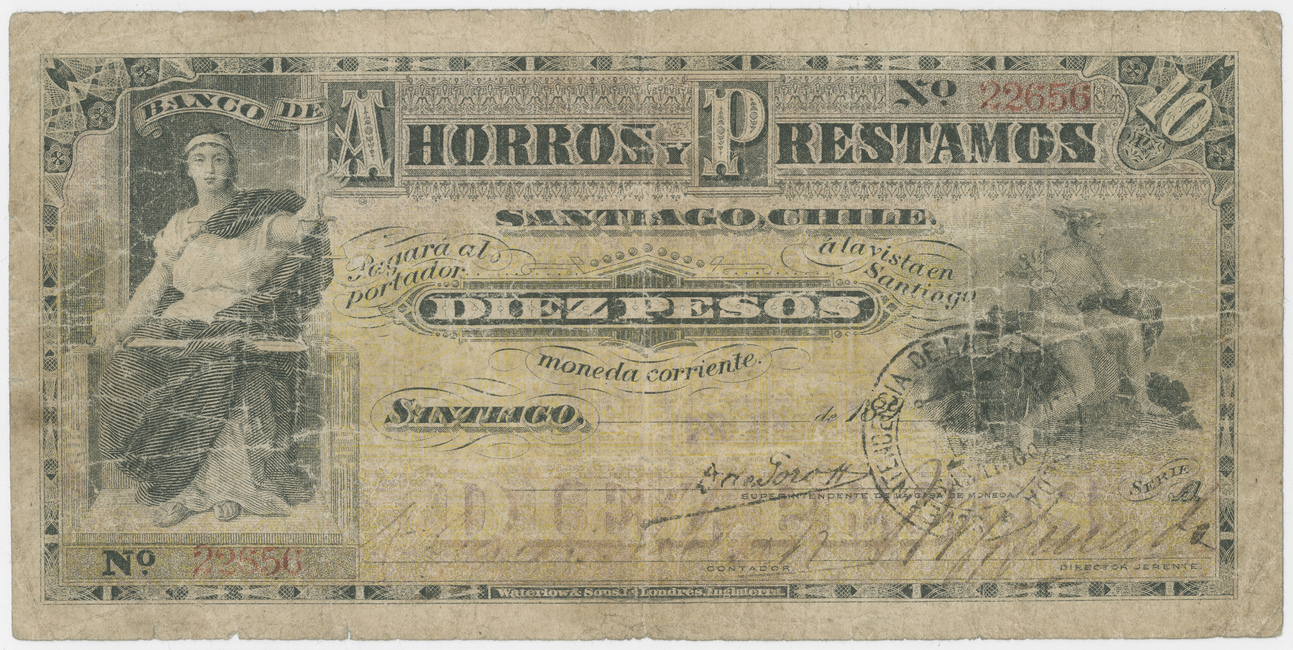 BANCO DE
AHORROS Y PRESTAMOS
Nº 22656
10
SANTIAGO, CHILE.
Pagará al portador
á la vista en Santiago
DIEZ PESOS
moneda corriente.
SANTIAGO,
de 188
SUPERINTENDENTE DE LA CASA DE MONEDA
SERIE
Nº 22656
CONTADOR
DIRECTOR JERENTE
Waterlow & Sons Ld. Londres, Inglaterra.